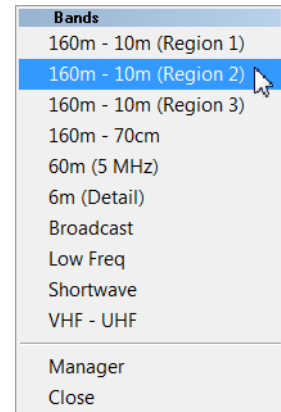 Bands
160m - 10m (Region 1)
160m - 10m (Region 2)
160m - 10m (Region 3)
160m - 70cm
60m (5 MHz)
6m (Detail)
Broadcast
Low Freq
Shortwave
VHF - UHF
Manager
Close